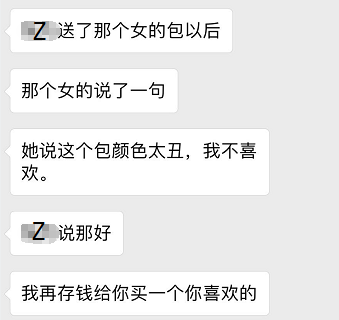 Z送了那个女的包以后
那个女的说了一句
她说这个包颜色太丑，我不喜
欢。
Z说那好
我再存钱给你买一个你喜欢的